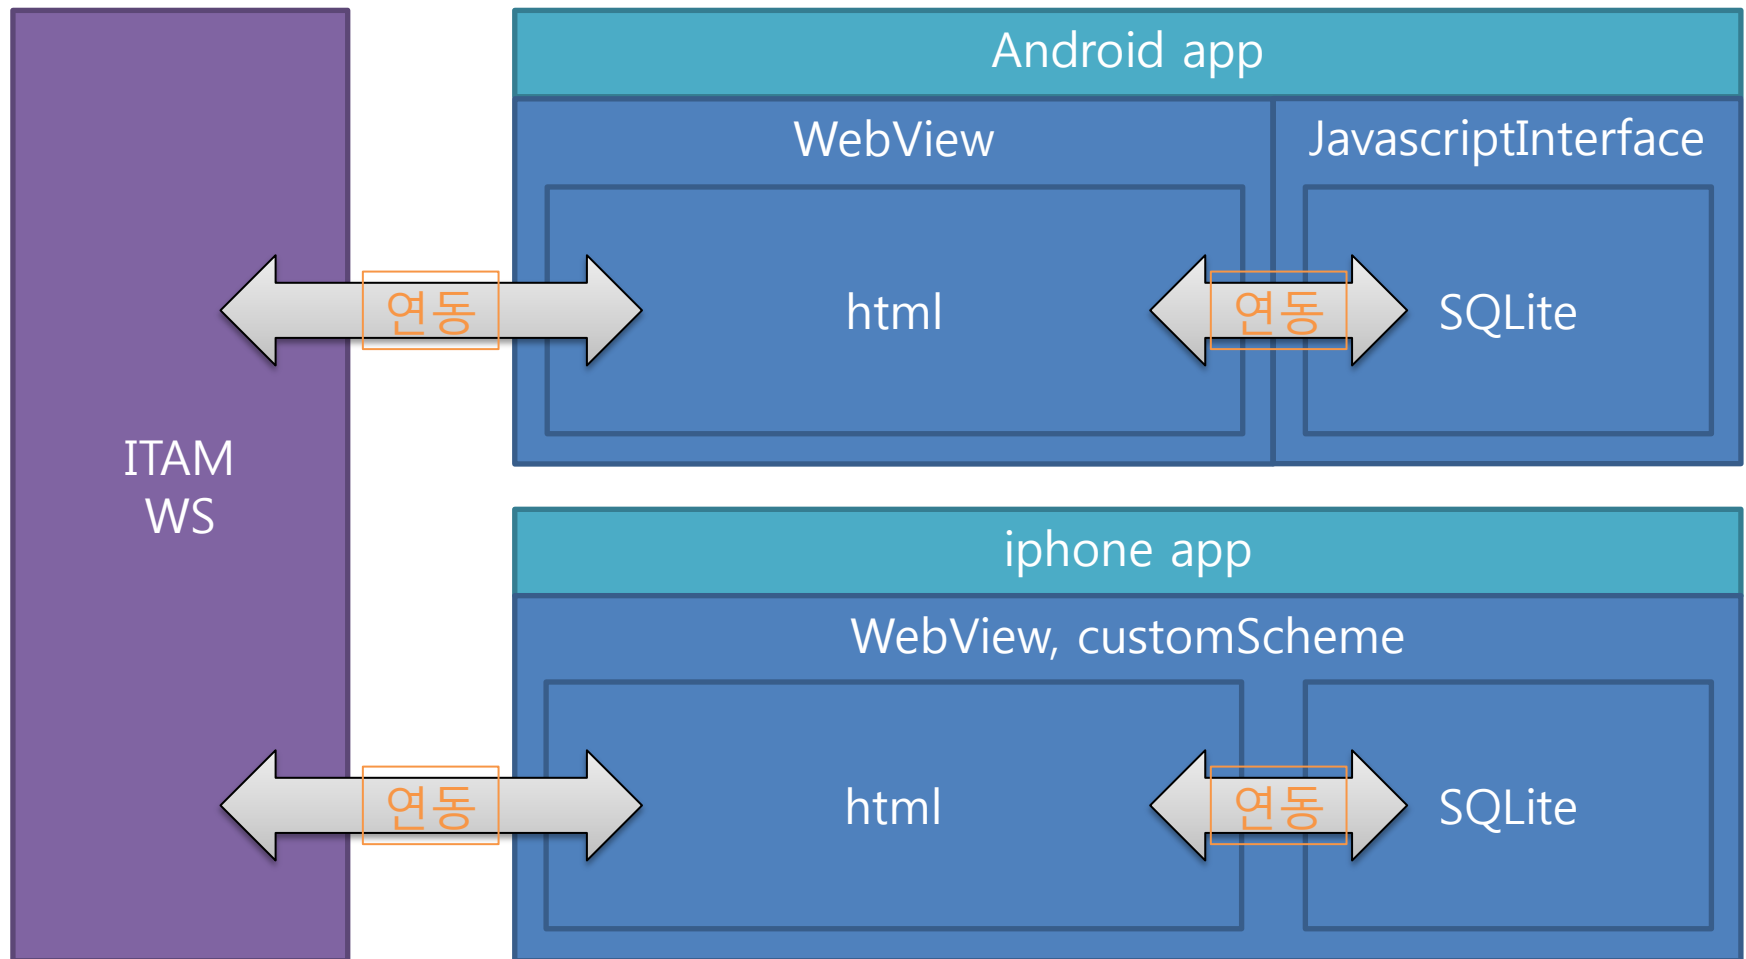 ITAM
WS
Android app
WebView
JavascriptInterface
연동
html
연동
SQLite
iphone app
WebView, customScheme
연동
html
연동
SQLite